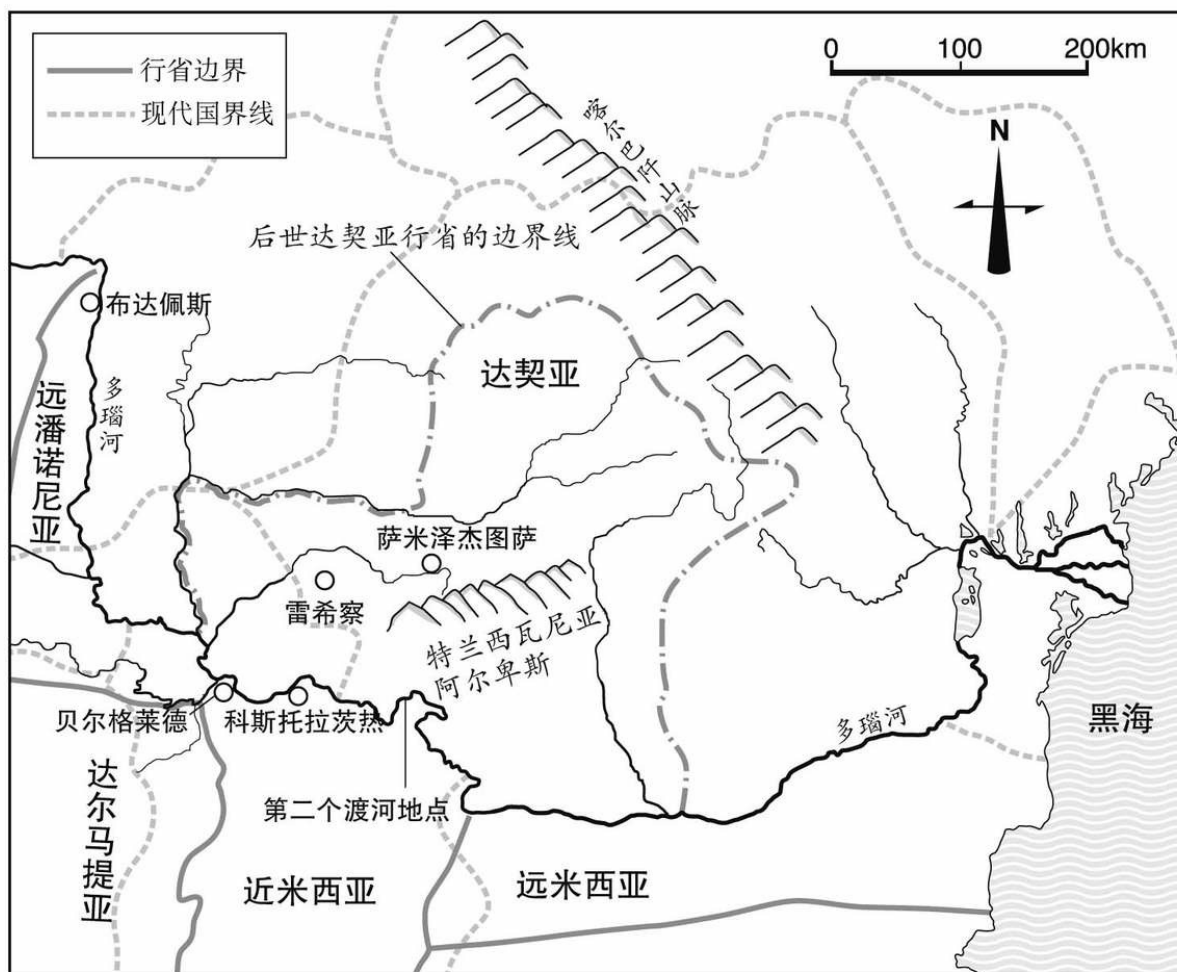 行省边界
现代国界线
0 100 200km
N
喀尔巴阡山脉
后世达契亚行省的边界线
布达佩斯
达契亚
多瑙河
远潘诺尼亚
萨米泽杰图萨
雷希察
特兰西瓦尼亚
阿尔卑斯
贝尔格莱德
科斯托拉茨热
多瑙河
黑海
第二个渡河地点
达尔马提亚
近米西亚
远米西亚